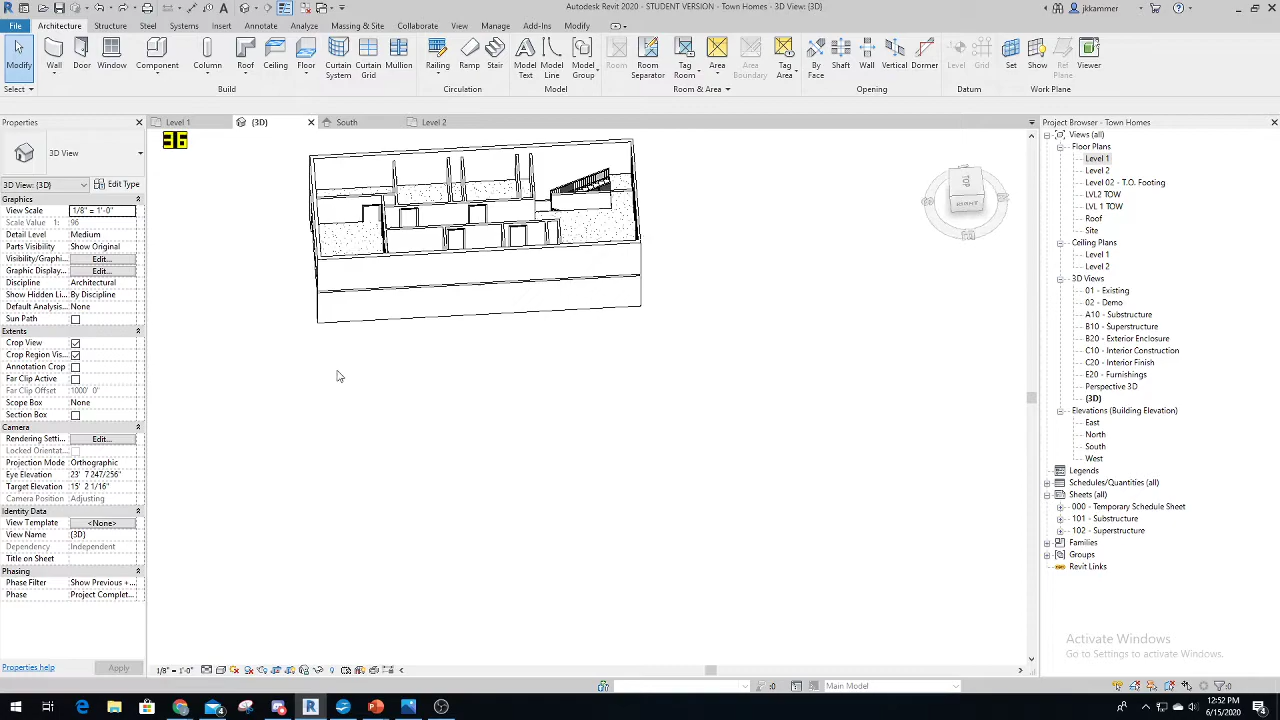 Autodesk Revit 2020 - STUDENT VERSION - Town Homes - 3D View: {3D}
jkkammer
File Architecture Structure Steel Systems Insert Annotate Analyze Massing & Site Collaborate View Manage Add-Ins Modify
Modify Wall Door Window Component Column Roof Ceiling Floor Curtain System Curtain Grid Mullion Railing Ramp Stair Model Text Model Line Model Group Room Room Separator Tag Room Area Area Boundary Tag Area By Face Shaft Wall Vertical Dormer Level Grid Set Show Ref Plane Viewer
Select Build Circulation Model Room & Area Opening Datum Work Plane
Properties
Level 1
{3D}
South
Level 2
Project Browser - Town Homes
36
3D View
3D View: {3D} Edit Type
Graphics
View Scale 1/8" = 1'-0"
Scale Value 1: 96
Detail Level Medium
Parts Visibility Show Original
Visibility/Graphi... Edit...
Graphic Display... Edit...
Discipline Architectural
Show Hidden Li... By Discipline
Default Analysis... None
Sun Path
Extents
Crop View
Crop Region Vis...
Annotation Crop
Far Clip Active
Far Clip Offset 1000' 0"
Scope Box None
Section Box
Camera
Rendering Setti... Edit...
Locked Orientat...
Projection Mode Orthographic
Eye Elevation 23' 7 247/256"
Target Elevation 15' 2 1/16"
Camera Position Adjusting
Identity Data
View Template <None>
View Name {3D}
Dependency Independent
Title on Sheet
Phasing
Phase Filter Show Previous +...
Phase Project Complet...
Properties help Apply
TOP
Views (all)
Floor Plans
Level 1
Level 2
Level 02 - T.O. Footing
LVL2 TOW
LVL 1 TOW
Roof
Site
Ceiling Plans
Level 1
Level 2
3D Views
01 - Existing
02 - Demo
A10 - Substructure
B10 - Superstructure
B20 - Exterior Enclosure
C10 - Interior Construction
C20 - Interior Finish
E20 - Furnishings
Perspective 3D
{3D}
Elevations (Building Elevation)
East
North
South
West
Legends
Schedules/Quantities (all)
Sheets (all)
000 - Temporary Schedule Sheet
101 - Substructure
102 - Superstructure
Families
Groups
Revit Links
Activate Windows
Go to Settings to activate Windows.
1/8" = 1'-0"
:0 Main Model :0
12:52 PM
6/15/2020